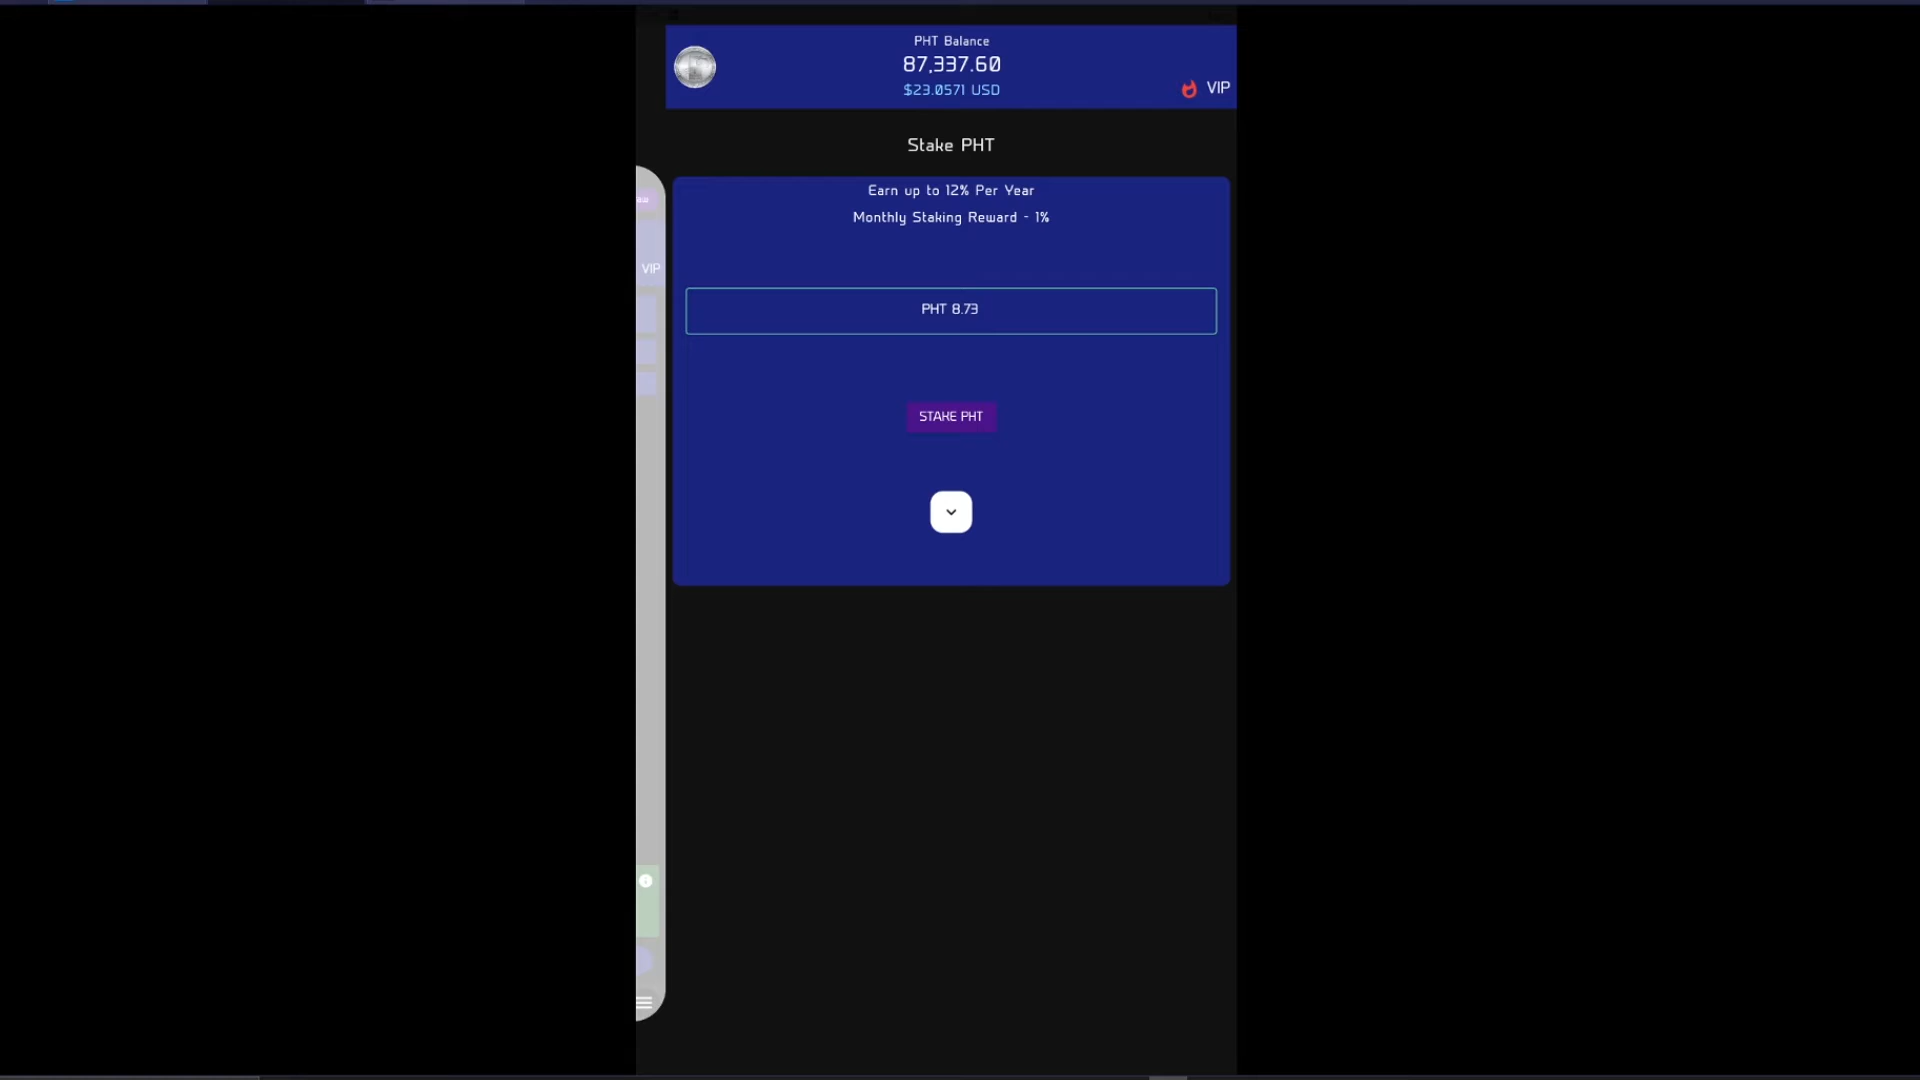 PHT Balance
87,337.60
$23.0571 USD
VIP
Stake PHT
Earn up to 12% Per Year
Monthly Staking Reward - 1%
VIP
PHT 8.73
STAKE PHT